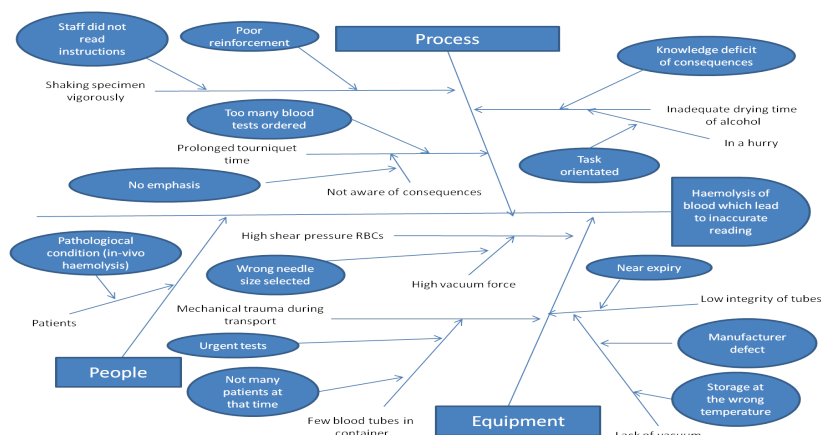 Staff did not
read
instructions
Poor
reinforcement
Process
Knowledge deficit
of consequences
Shaking specimen
vigorously
Too many blood
tests ordered
Inadequate drying time
of alcohol
In a hurry
Prolonged tourniquet
time
Task
orientated
No emphasis
Not aware of consequences
Haemolysis of
blood which lead
to inaccurate
reading
Pathologiocal
condition (in-vivo
haemolysis)
High shear pressure RBCs
Wrong needle
size selected
High vacuum force
Near expiry
Low integrity of tubes
Patients
Mechanical trauma during
transport
Urgent tests
Manufacturer
defect
People
Not many
patients at
that time
Storage at
the wrong
temperature
Few blood tubes in
container
Equipment
Lack of vacuum